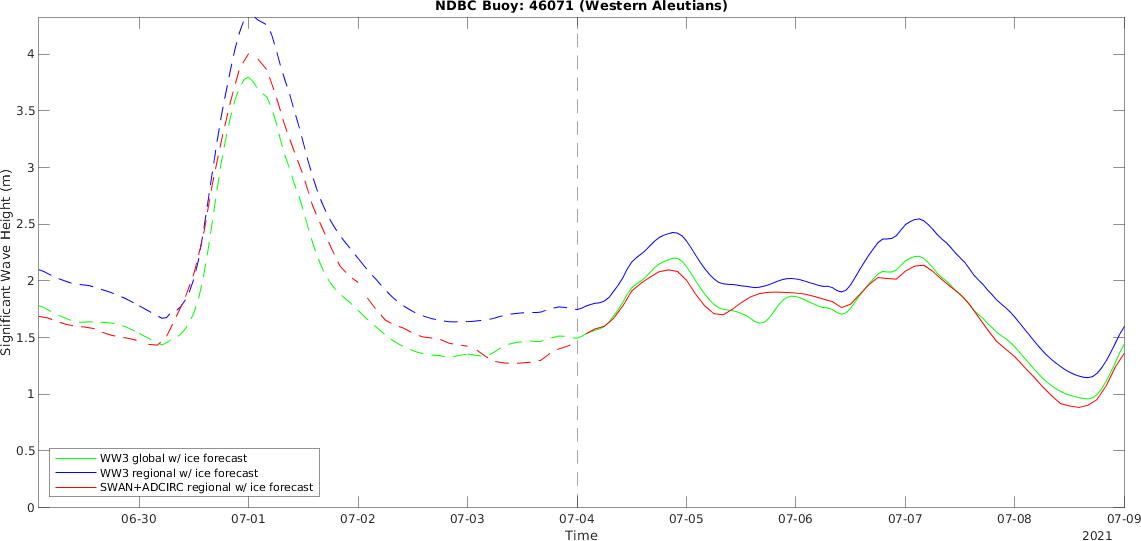 NDBC Buoy: 46071 (Western Aleutians)
Significant Wave Height (m)
4
3.5
3
2.5
2
1.5
1
0.5
0
WW3 global w/ ice forecast
WW3 regional w/ ice forecast
SWAN+ADCIRC regional w/ ice forecast
06-30 07-01 07-02 07-03 07-04 07-05 07-06 07-07 07-08 07-09
Time
2021